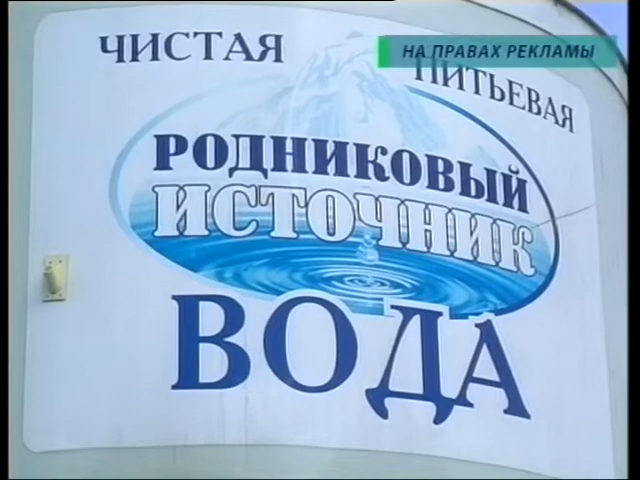 НА ПРАВАХ РЕКЛАМЫ
ЧИСТАЯ ПИТЬЕВАЯ
РОДНИКОВЫЙ
ИСТОЧНИК
ВОДА